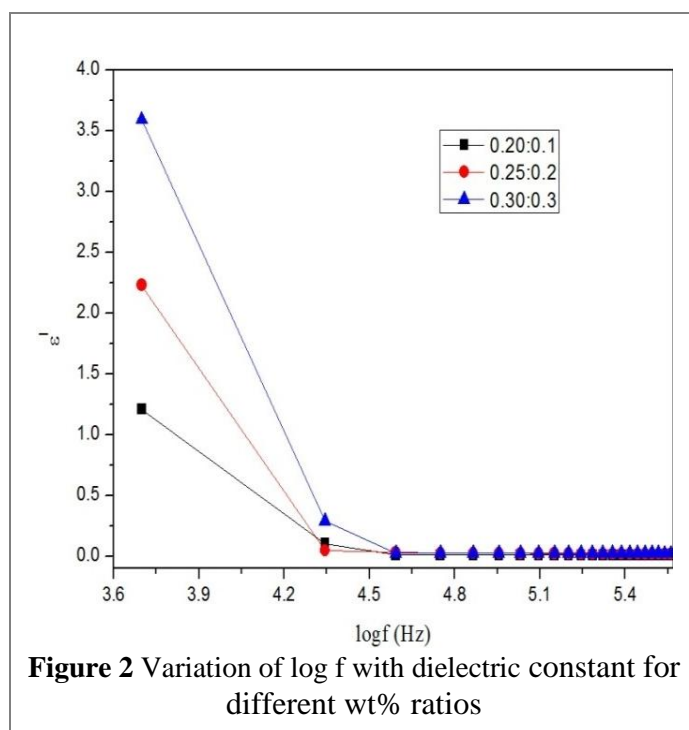 4.0
3.5
3.0
2.5
2.0
1.5
1.0
0.5
0.0
ε'
0.20:0.1
0.25:0.2
0.30:0.3
3.6 3.9 4.2 4.5 4.8 5.1 5.4
logf (Hz)
Figure 2 Variation of log f with dielectric constant for
different wt% ratios